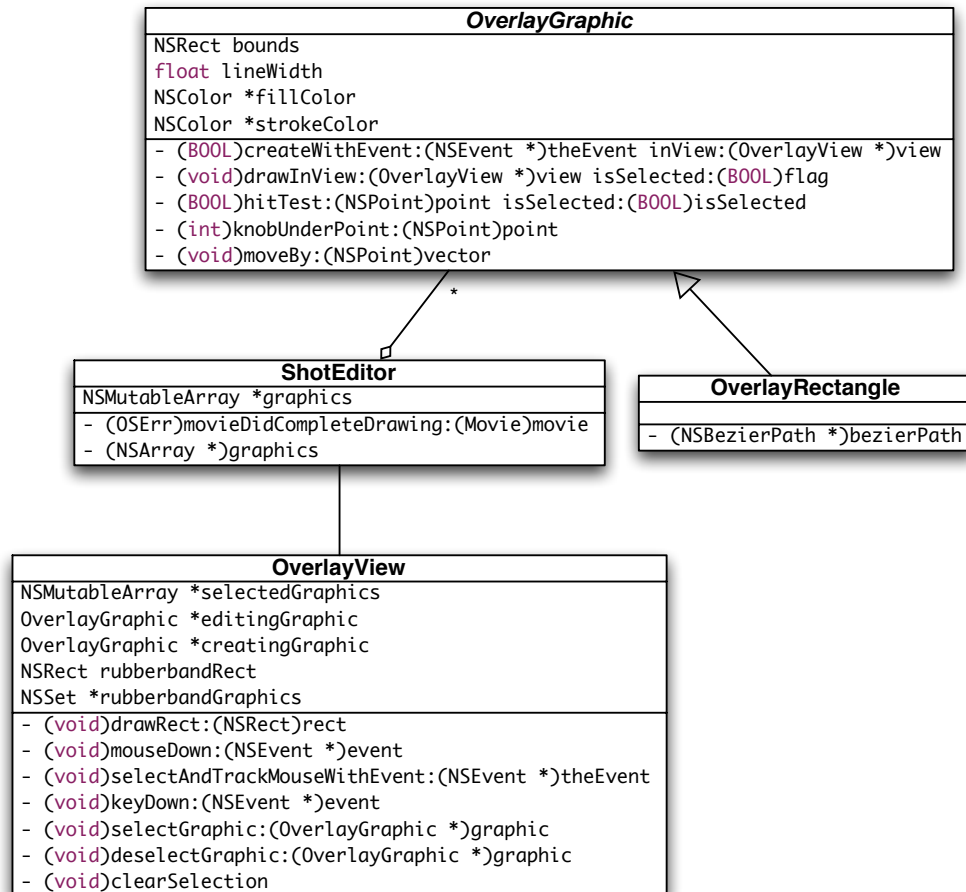 OverlayGraphic
NSRect bounds
float lineWidth
NSColor *fillColor
NSColor *strokeColor
- (BOOL)createWithEvent:(NSEvent *)theEvent inView:(OverlayView *)view
- (void)drawInView:(OverlayView *)view isSelected:(BOOL)flag
- (BOOL)hitTest:(NSPoint)point isSelected:(BOOL)isSelected
- (int)knobUnderPoint:(NSPoint)point
- (void)moveBy:(NSPoint)vector
*
ShotEditor
NSMutableArray *graphics
- (OSErr)movieDidCompleteDrawing:(Movie)movie
- (NSArray *)graphics
OverlayRectangle
- (NSBezierPath *)bezierPath
OverlayView
NSMutableArray *selectedGraphics
OverlayGraphic *editingGraphic
OverlayGraphic *creatingGraphic
NSRect rubberbandRect
NSSet *rubberbandGraphics
- (void)drawRect:(NSRect)rect
- (void)mouseDown:(NSEvent *)event
- (void)selectAndTrackMouseWithEvent:(NSEvent *)theEvent
- (void)keyDown:(NSEvent *)event
- (void)selectGraphic:(OverlayGraphic *)graphic
- (void)deselectGraphic:(OverlayGraphic *)graphic
- (void)clearSelection